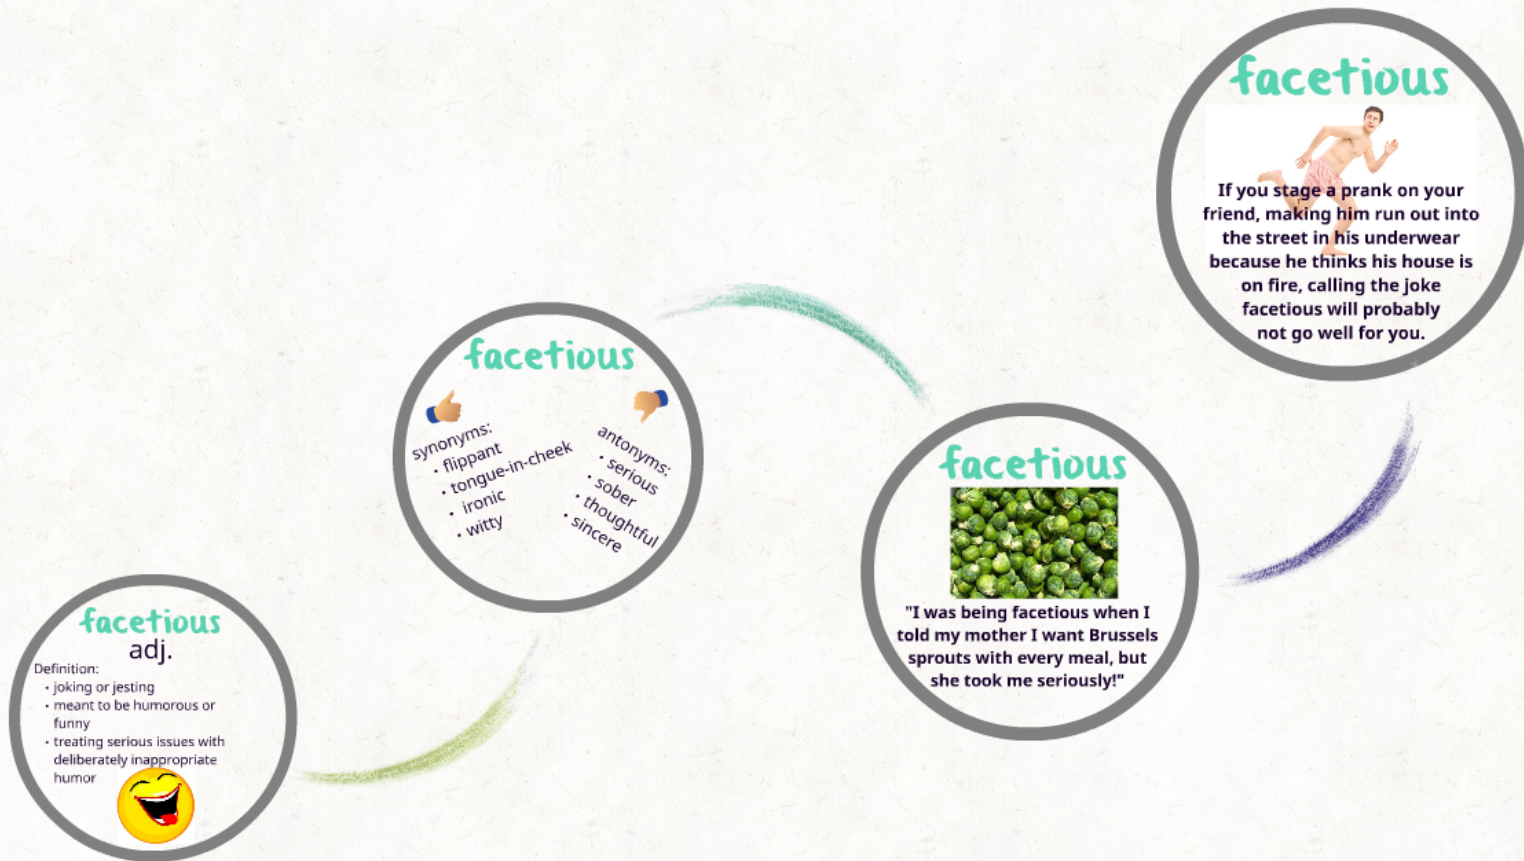 facetious
adj.
Definition:
• joking or jesting
• meant to be humorous or
funny
• treating serious issues with
deliberately inappropriate
humor
facetious
synonyms:
• flippant
• tongue-in-cheek
• ironic
• witty
antonyms:
• serious
• sober
• thoughtful
• sincere
facetious
"I was being facetious when I
told my mother I want Brussels
sprouts with every meal, but
she took me seriously!"
facetious
If you stage a prank on your
friend, making him run out into
the street in his underwear
because he thinks his house is
on fire, calling the joke
facetious will probably
not go well for you.